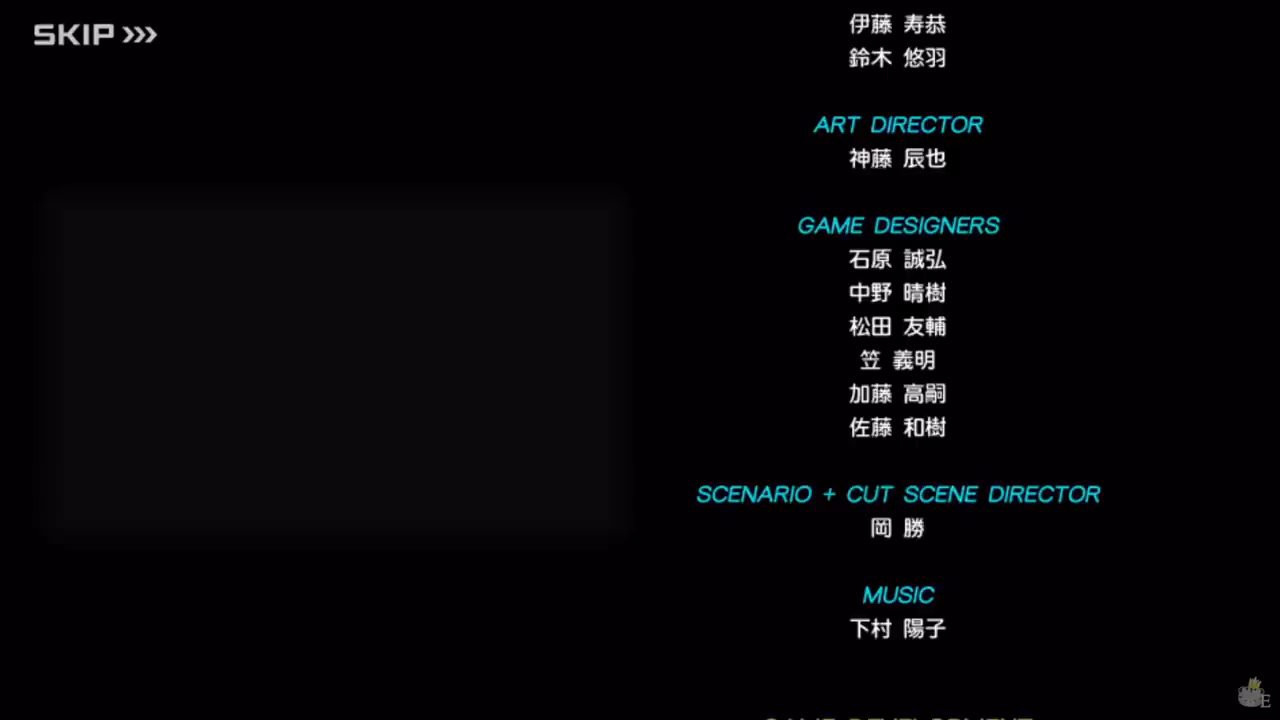 SKIP >>>
伊藤 寿恭
鈴木 悠羽
ART DIRECTOR
神藤 辰也
GAME DESIGNERS
石原 誠弘
中野 晴樹
松田 友輔
笠 義明
加藤 高嗣
佐藤 和樹
SCENARIO + CUT SCENE DIRECTOR
岡 勝
MUSIC
下村 陽子
GAME DEVELOPMENT
E